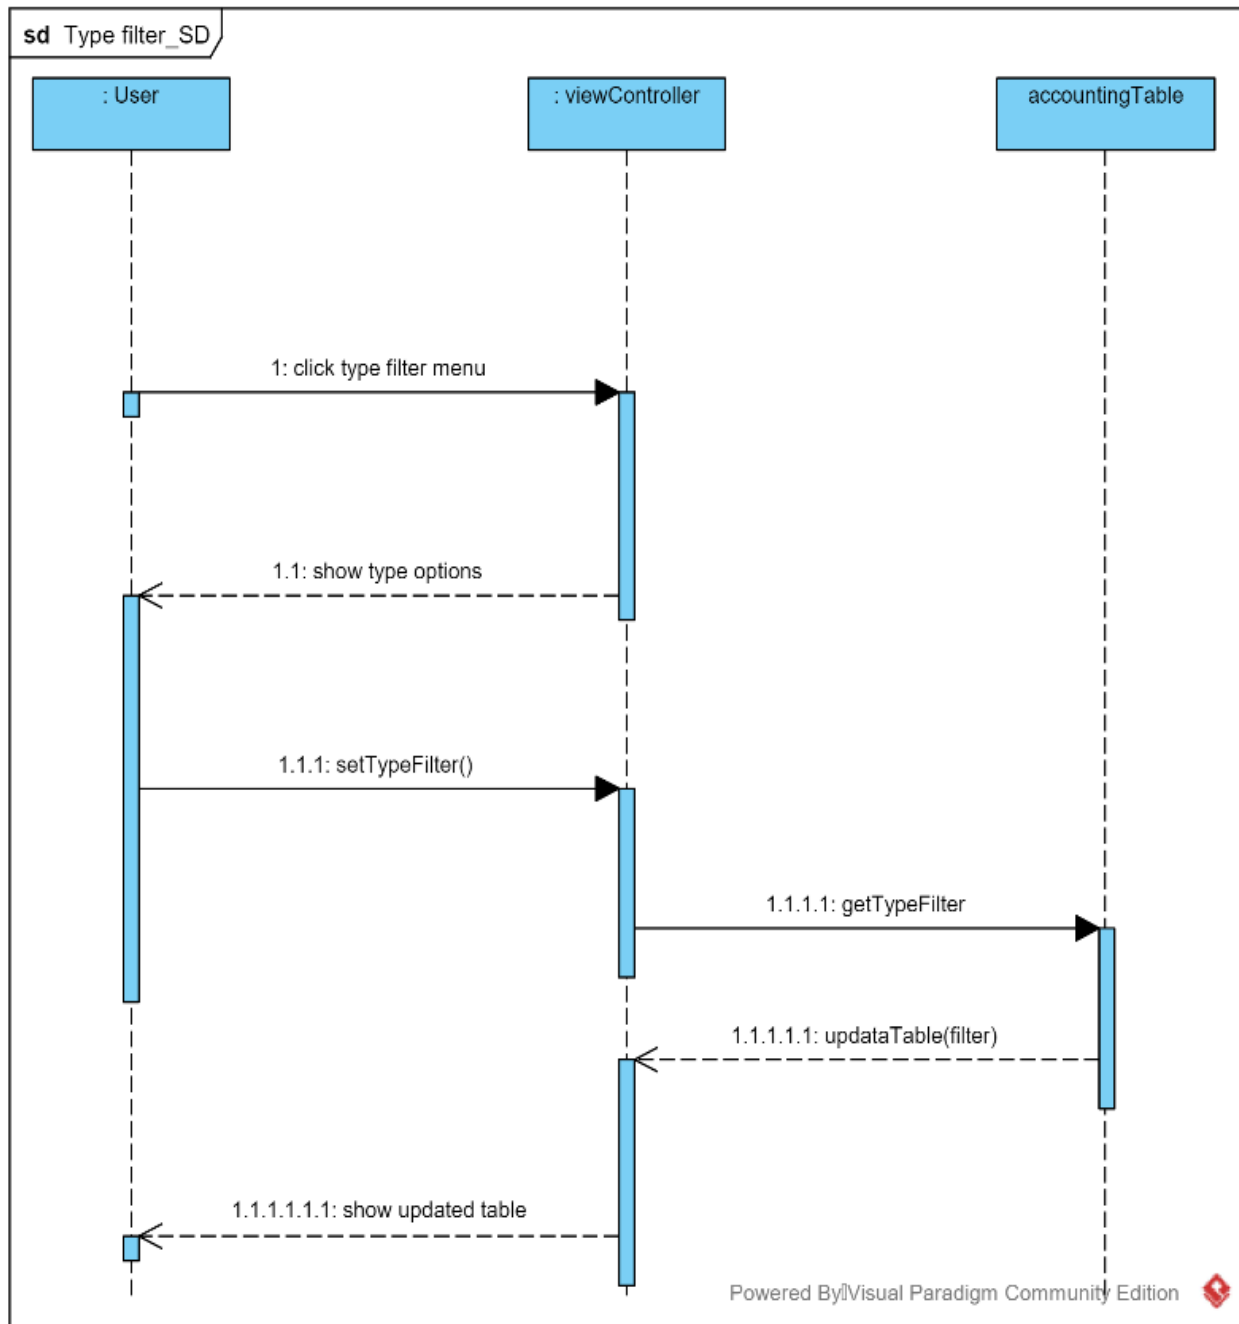 sd Type filter_SD
: User
: viewController
accountingTable
1: click type filter menu
1.1: show type options
1.1.1: setTypeFilter()
1.1.1.1: getTypeFilter
1.1.1.1.1: updataTable(filter)
1.1.1.1.1.1: show updated table
Powered By▯Visual Paradigm Community Edition